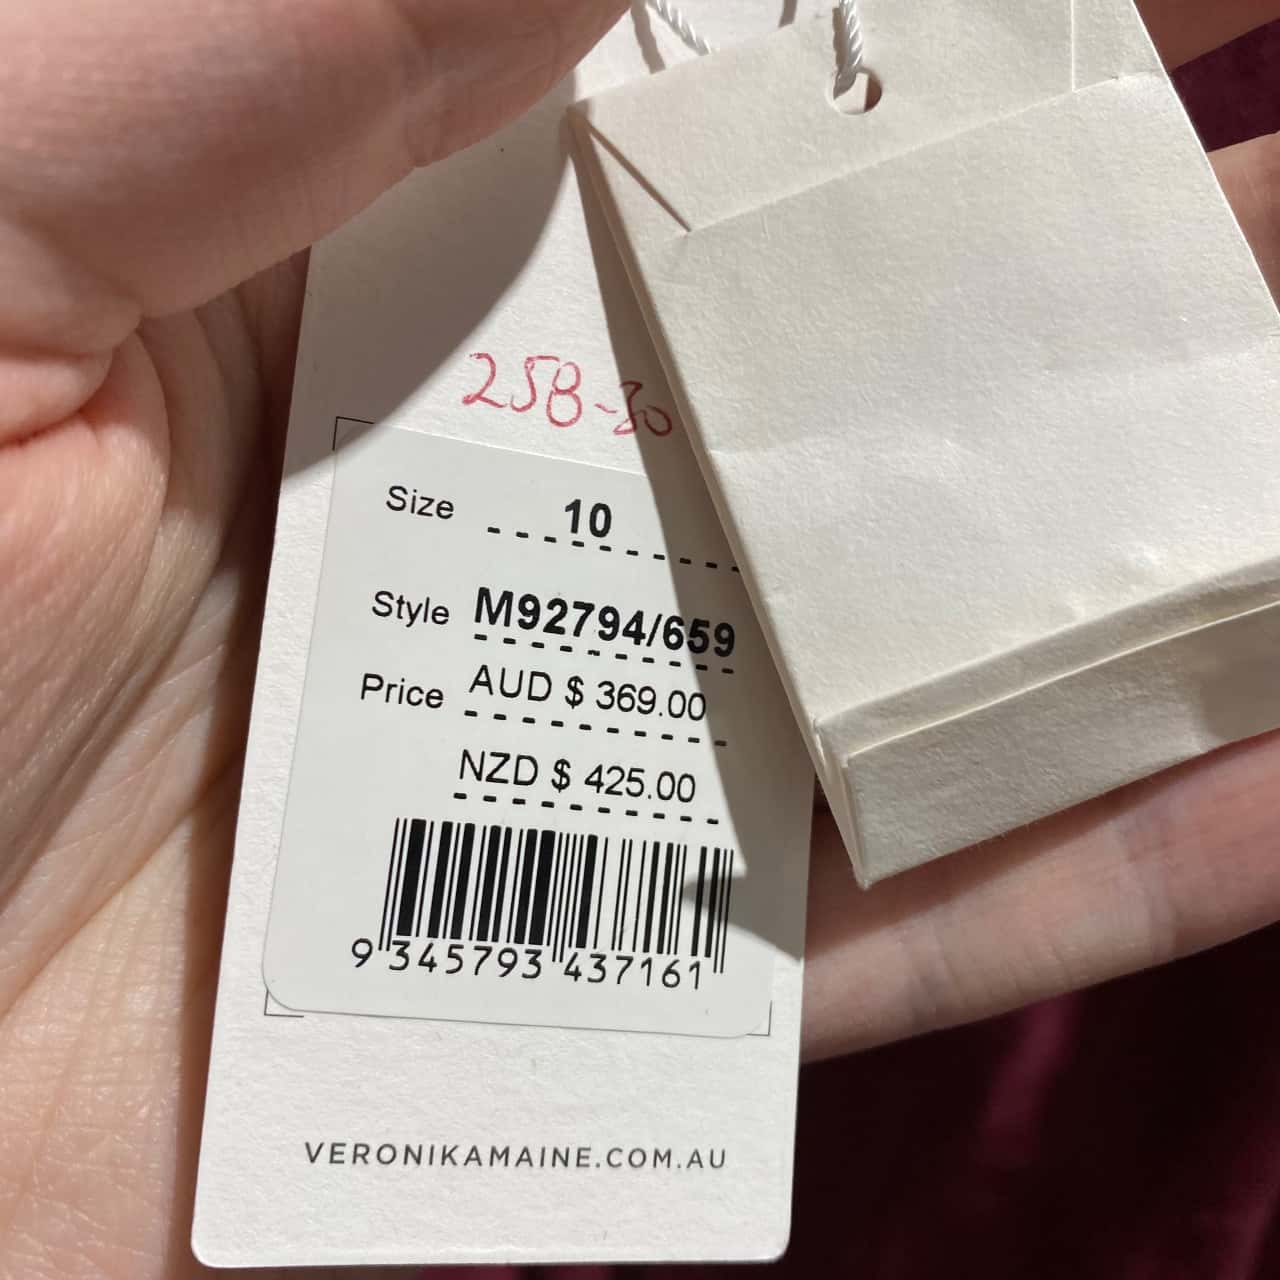 258-30
Size 10
Style M92794/659
Price AUD $ 369.00
NZD $ 425.00
9 345793 437161
VERONIKAMAINE.COM.AU